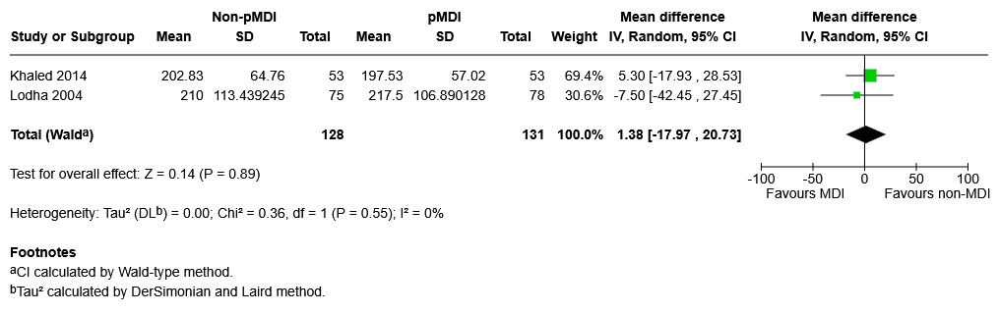 Non-pMDI pMDI Mean difference Mean difference
Study or Subgroup Mean SD Total Mean SD Total Weight IV, Random, 95% CI IV, Random, 95% CI
Khaled 2014 202.83 64.76 53 197.53 57.02 53 69.4% 5.30 [-17.93 , 28.53]
Lodha 2004 210 113.439245 75 217.5 106.890128 78 30.6% -7.50 [-42.45 , 27.45]
Total (Waldᵃ) 128 131 100.0% 1.38 [-17.97 , 20.73]
Test for overall effect: Z = 0.14 (P = 0.89)
-100 -50 0 50 100
Favours MDI Favours non-MDI
Heterogeneity: Tau² (DLᵇ) = 0.00; Chi² = 0.36, df = 1 (P = 0.55); I² = 0%
Footnotes
ᵃCI calculated by Wald-type method.
ᵇTau² calculated by DerSimonian and Laird method.